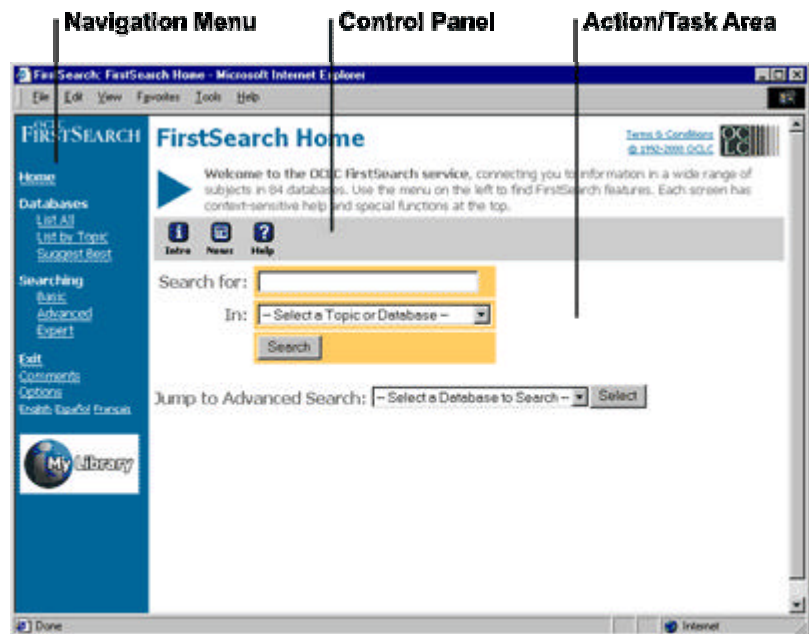 Navigation Menu Control Panel Action/Task Area
FirstSearch: FirstSearch Home - Microsoft Internet Explorer
File Edit View Favorites Tools Help
OCLC
FIRSTSEARCH
FirstSearch Home
Terms & Conditions
© 1992-2000 OCLC
OCLC
Welcome to the OCLC FirstSearch service, connecting you to information in a wide range of
subjects in 84 databases. Use the menu on the left to find FirstSearch features. Each screen has
context-sensitive help and special functions at the top.
Home
Databases
List All
List by Topic
Suggest Best
Searching
Basic
Advanced
Expert
Exit
Comments
Options
English Español Français
My Library
Intro News Help
Search for:
In: -- Select a Topic or Database --
Search
Jump to Advanced Search: -- Select a Database to Search -- Select
Done Internet